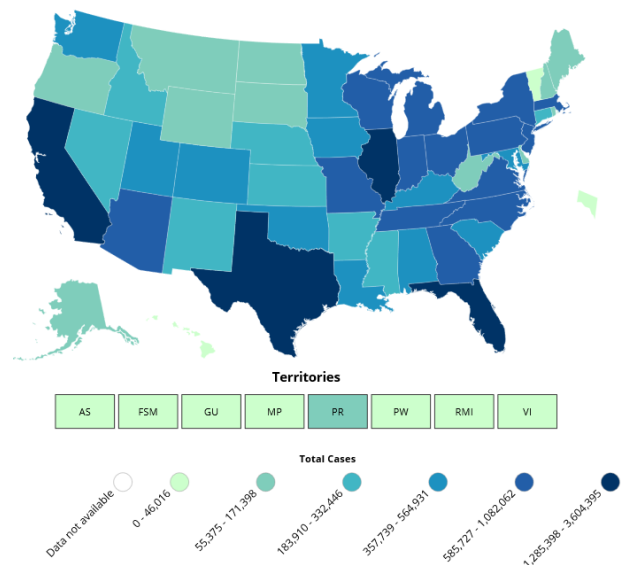 Territories
AS FSM GU MP PR PW RMI VI
Total Cases
Data not available
0 - 46,016
55,375 - 171,398
183,910 - 332,446
357,739 - 564,931
585,727 - 1,082,062
1,285,398 - 3,604,395